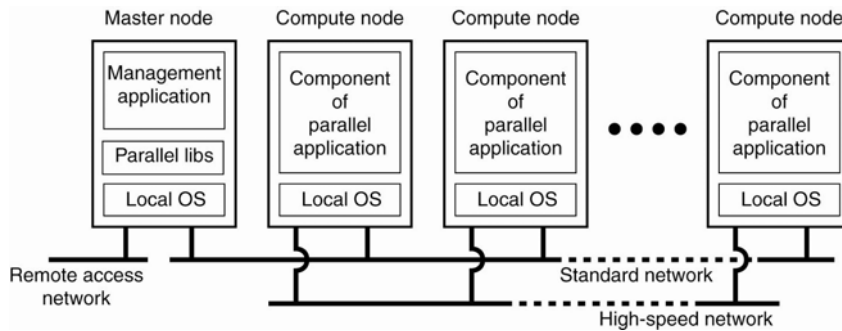 Master node
Compute node
Compute node
Compute node
Management
application
Parallel libs
Local OS
Component
of
parallel
application
Local OS
Component
of
parallel
application
Local OS
Component
of
parallel
application
Local OS
Remote access
network
Standard network
High-speed network